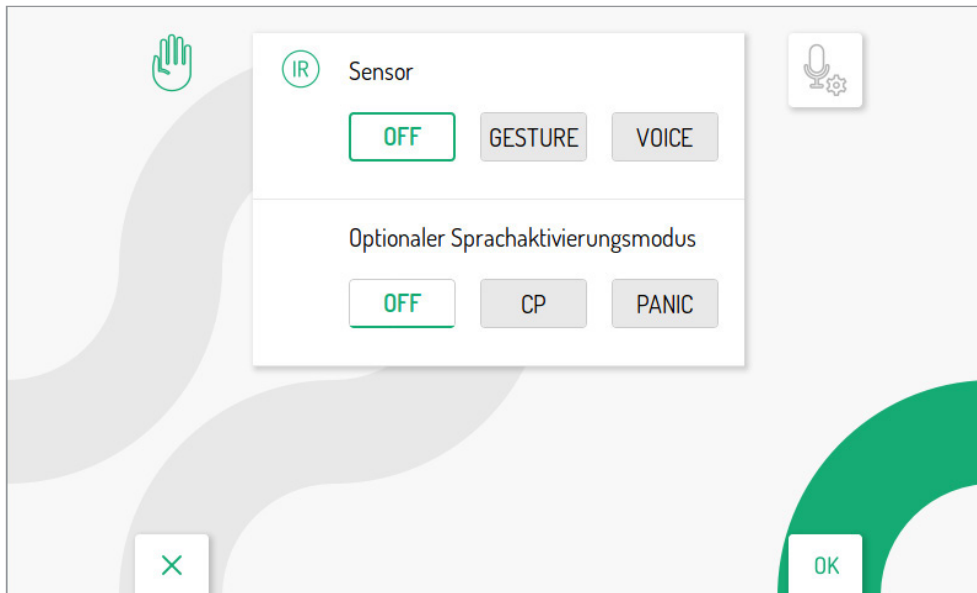 IR Sensor
OFF GESTURE VOICE
Optionaler Sprachaktivierungsmodus
OFF CP PANIC
OK